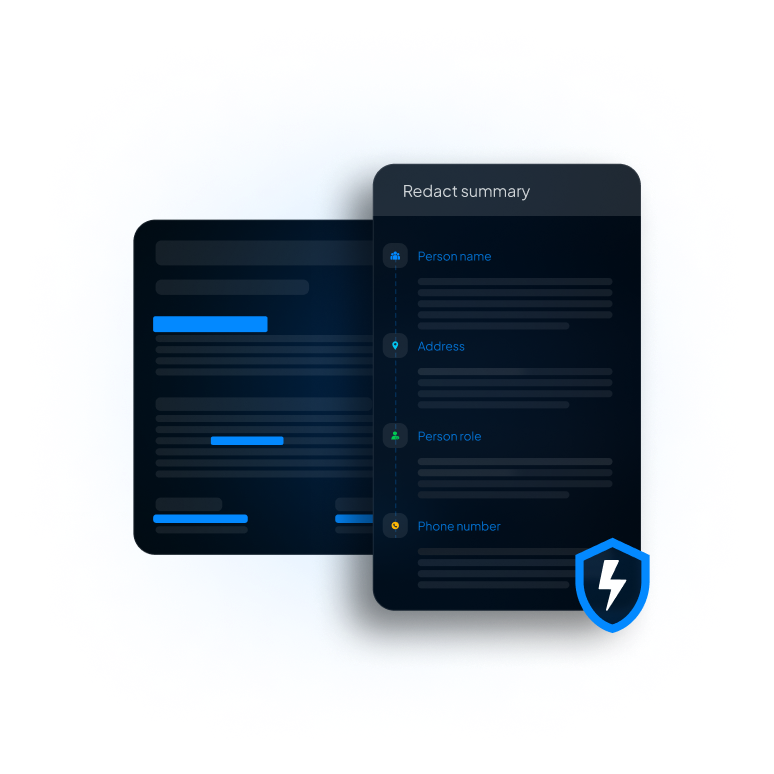 Redact summary
Person name
Address
Person role
Phone number